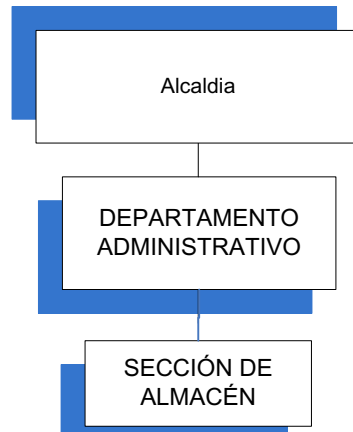 Alcaldia
DEPARTAMENTO
ADMINISTRATIVO
SECCIÓN DE
ALMACÉN